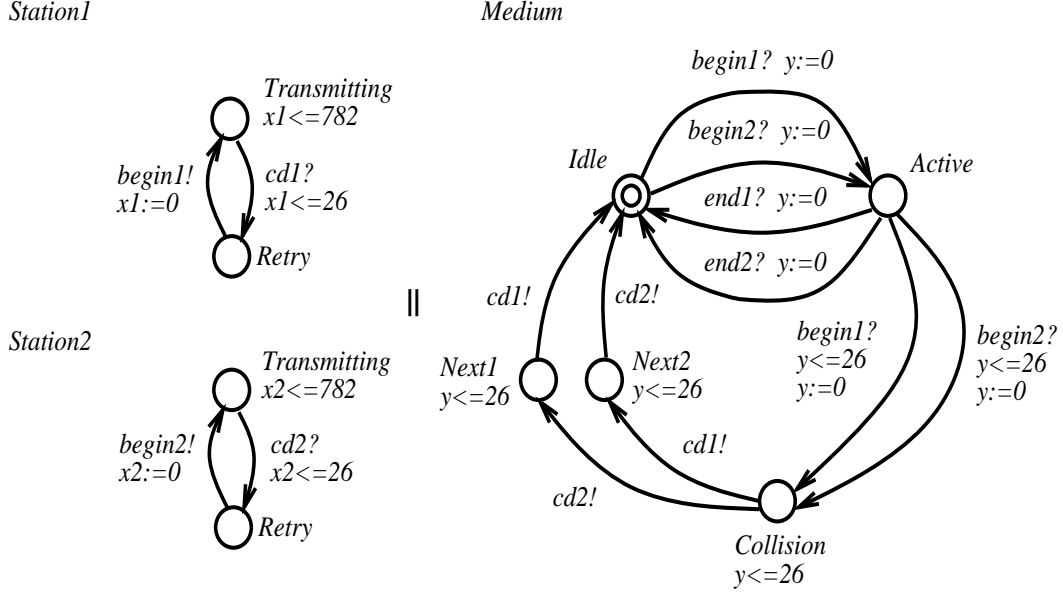 Station1
Transmitting
x1<=782
begin1!
x1:=0
cd1?
x1<=26
Retry
Station2
Transmitting
x2<=782
begin2!
x2:=0
cd2?
x2<=26
Retry
||
Medium
begin1? y:=0
begin2? y:=0
Idle
Active
end1? y:=0
end2? y:=0
cd1!
cd2!
begin1?
y<=26
y:=0
begin2?
y<=26
y:=0
Next1
y<=26
Next2
y<=26
cd1!
cd2!
Collision
y<=26